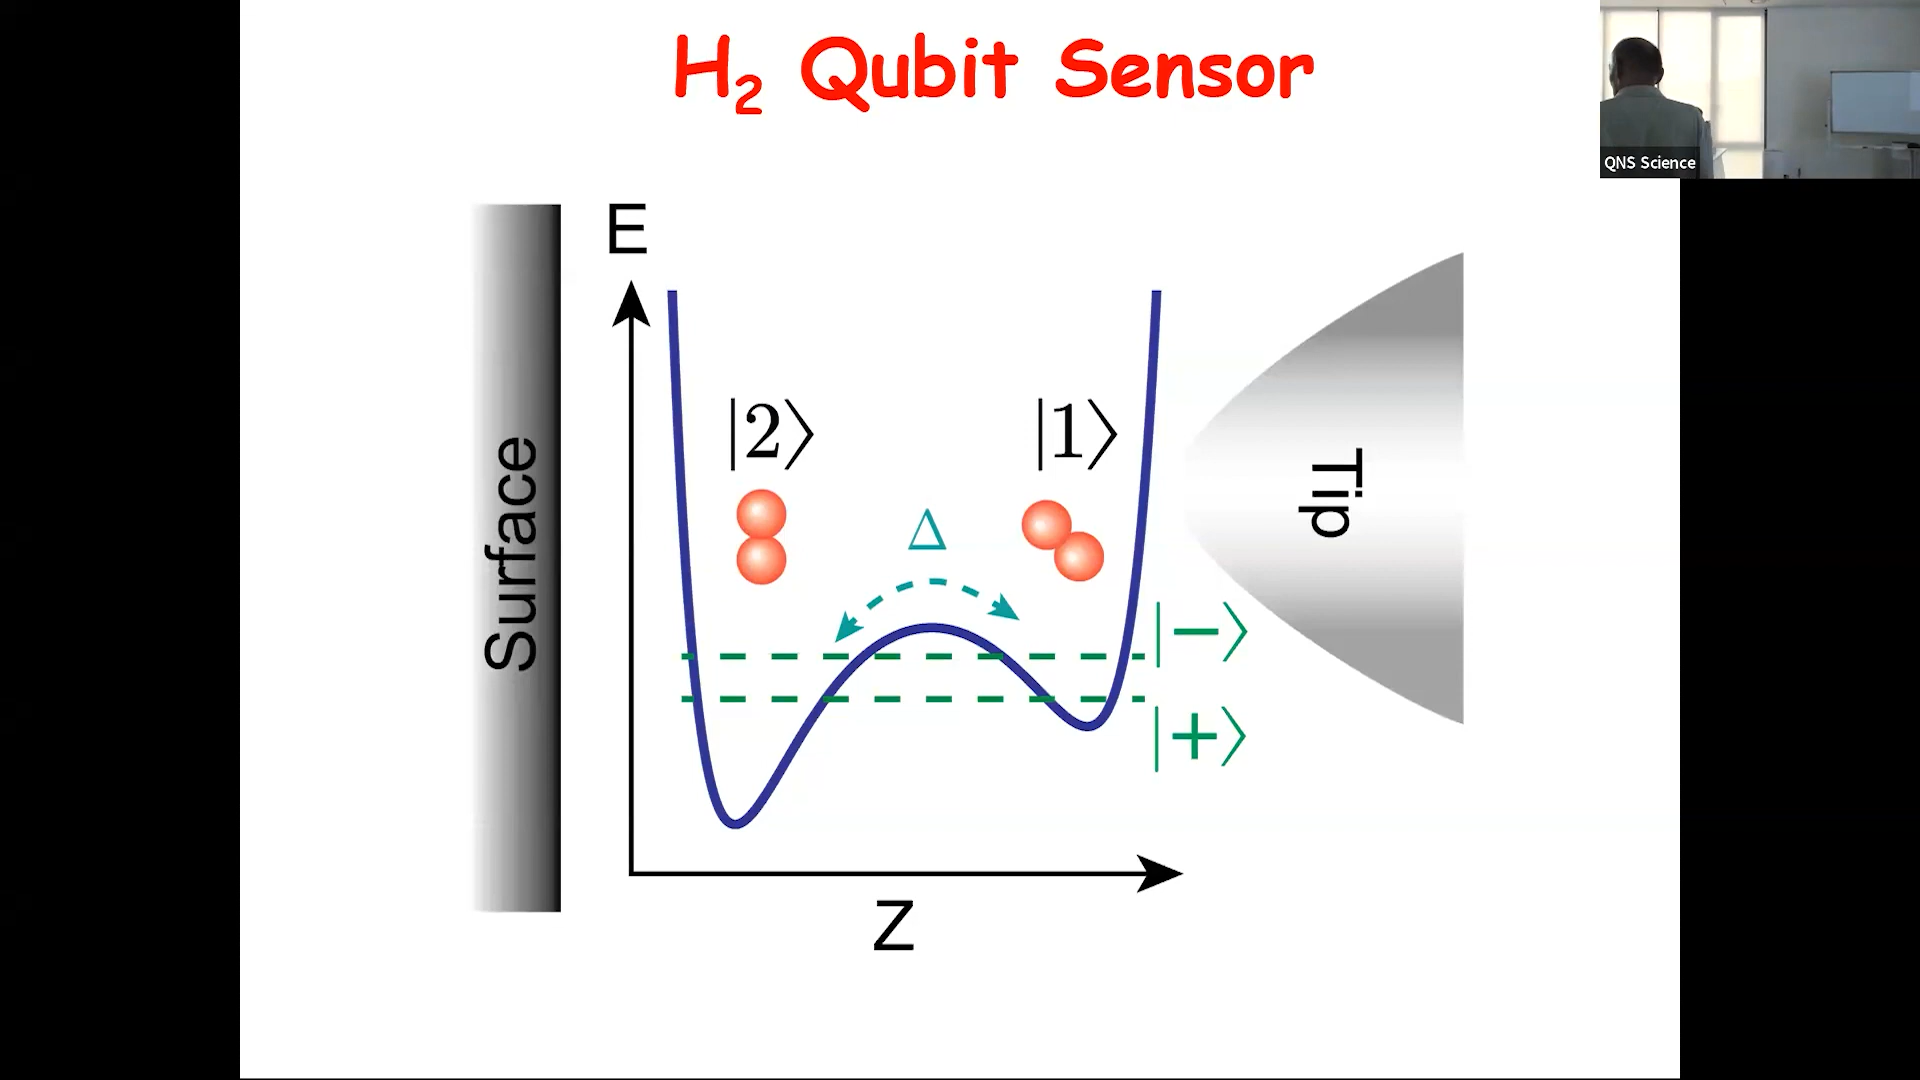 H₂ Qubit Sensor
QNS Science
E
|2⟩
|1⟩
Δ
Surface
Tip
|−⟩
|+⟩
Z